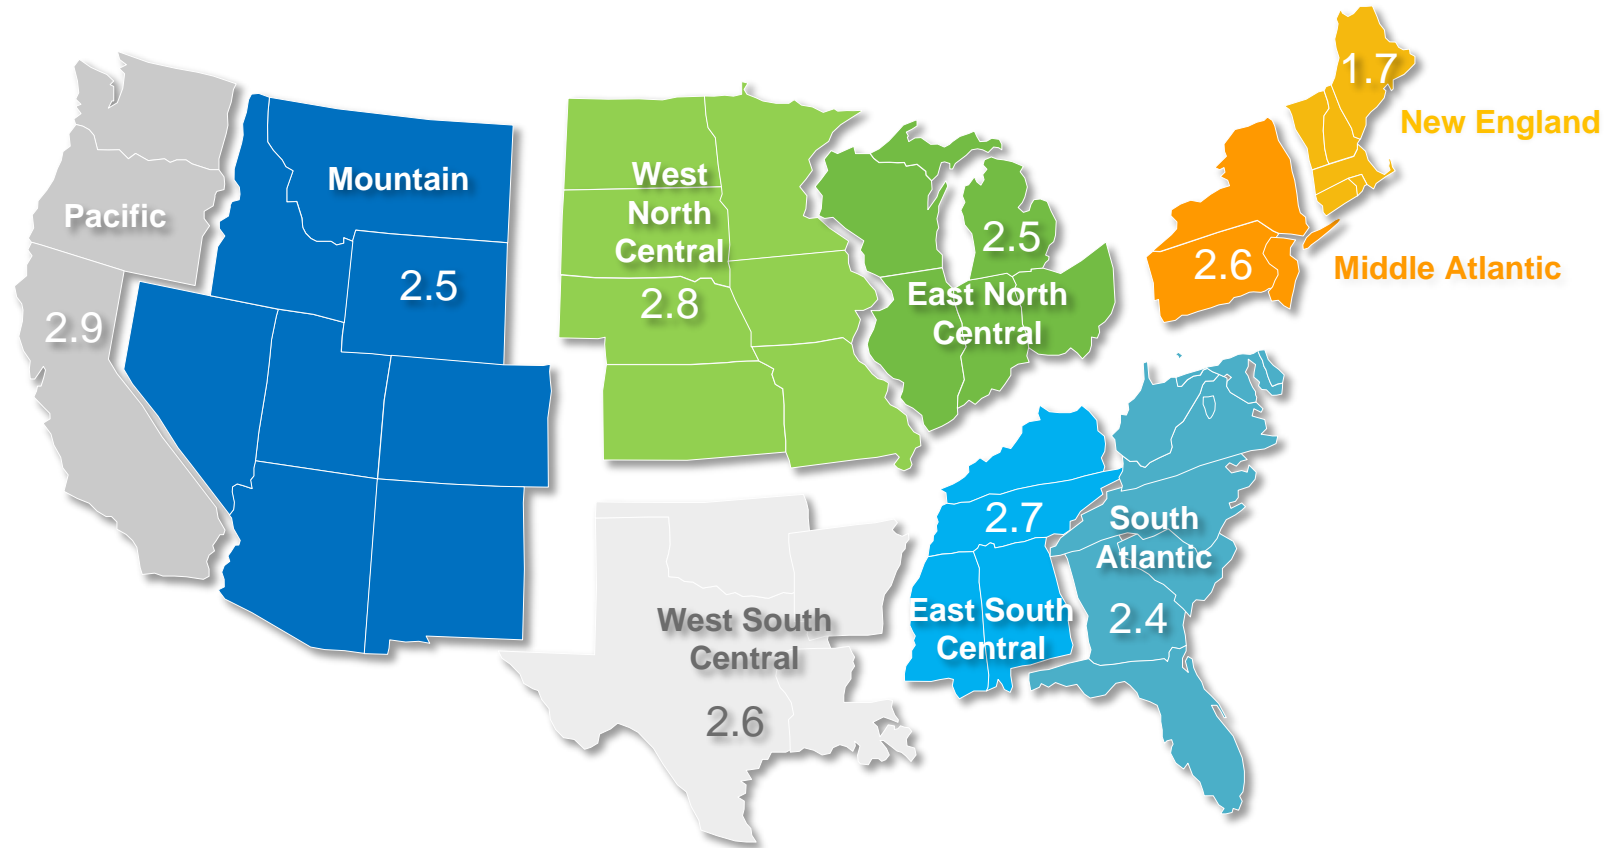 Pacific
2.9
Mountain
2.5
West
North
Central
2.8
2.5
East North
Central
1.7
New England
2.6
Middle Atlantic
West South
Central
2.6
2.7
East South
Central
South
Atlantic
2.4